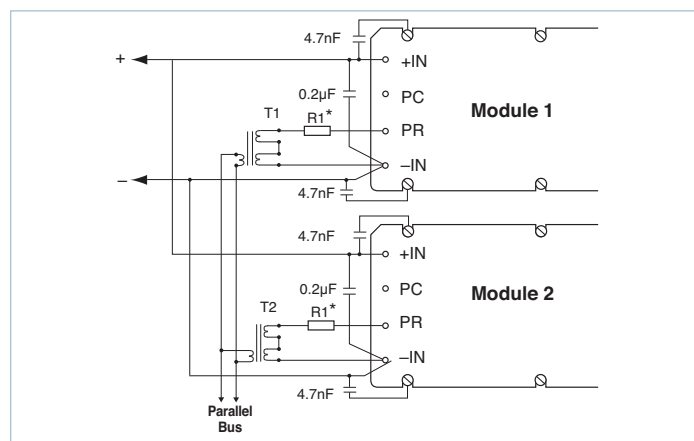 4.7nF
+
+IN
0.2µF
PC
Module 1
T1
R1*
PR
–IN
–
4.7nF
4.7nF
+IN
0.2µF
PC
Module 2
T2
R1*
PR
–IN
4.7nF
Parallel
Bus